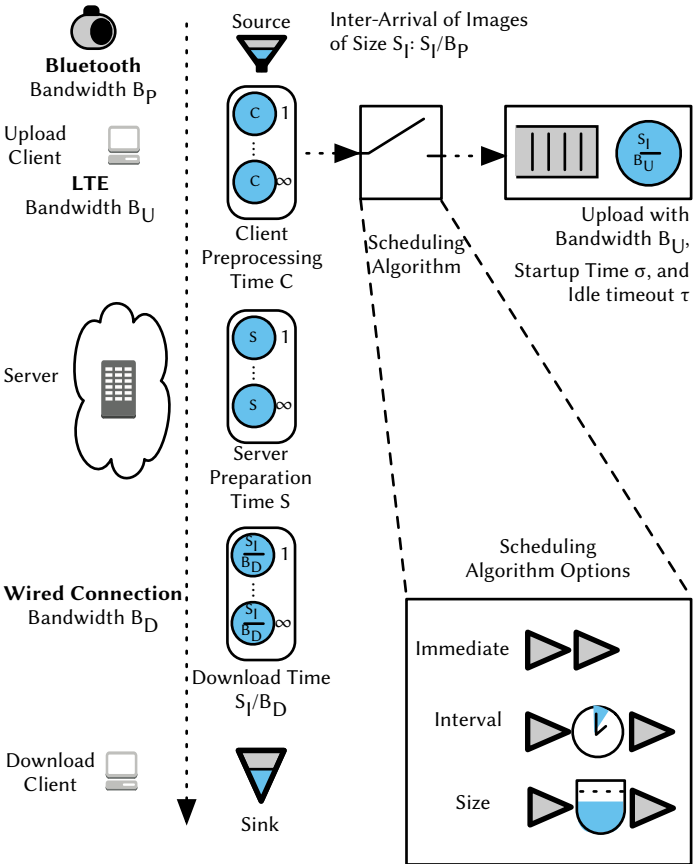 Source
Inter-Arrival of Images
of Size S_I: S_I/B_P
Bluetooth
Bandwidth B_P
Upload
Client
LTE
Bandwidth B_U
C 1
C ∞
Client
Preprocessing
Time C
Scheduling
Algorithm
S_I
B_U
Upload with
Bandwidth B_U,
Startup Time σ, and
Idle timeout τ
Server
S 1
S ∞
Server
Preparation
Time S
Wired Connection
Bandwidth B_D
S_I
B_D
1
S_I
B_D
∞
Download Time
S_I/B_D
Download
Client
Sink
Scheduling
Algorithm Options
Immediate
Interval
Size